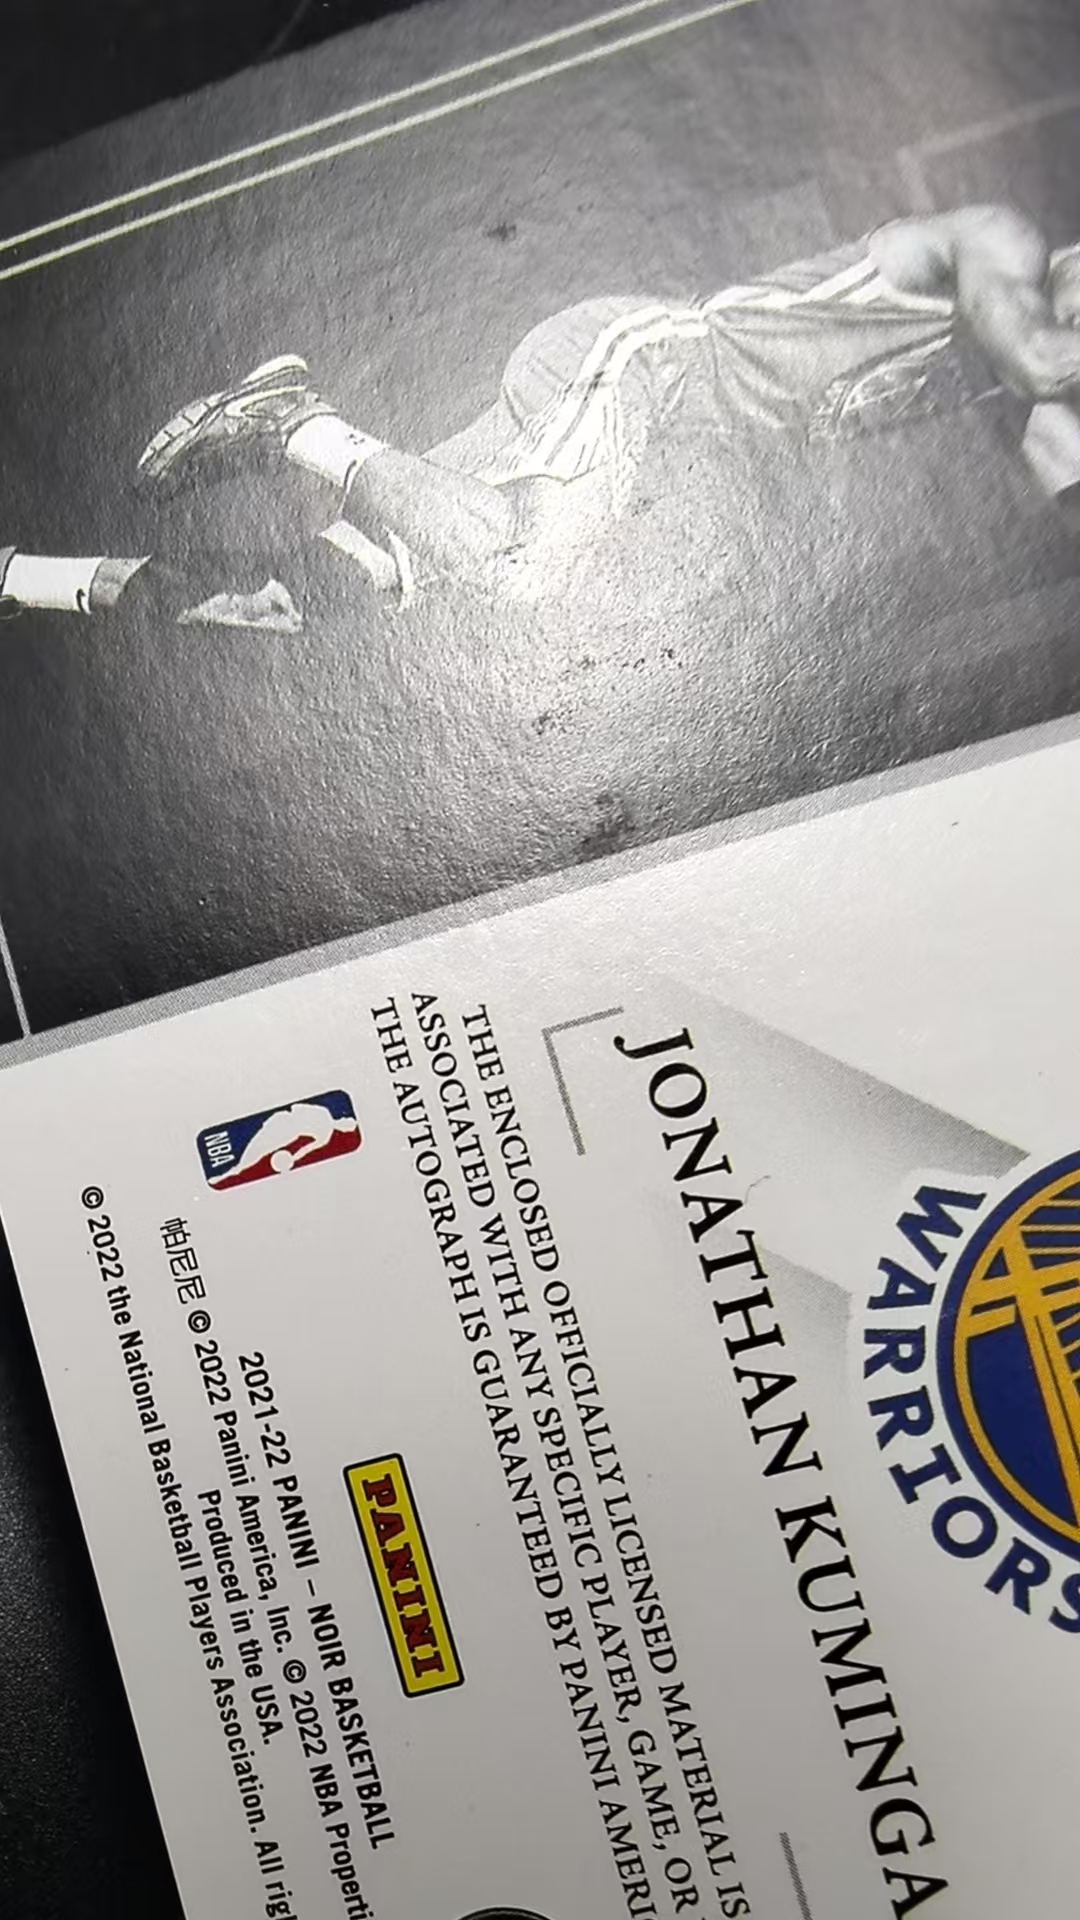 WARRIORS
JONATHAN KUMINGA
THE ENCLOSED OFFICIALLY LICENSED MATERIAL IS
ASSOCIATED WITH ANY SPECIFIC PLAYER, GAME, OR
THE AUTOGRAPH IS GUARANTEED BY PANINI
NBA
PANINI
2021-22 PANINI – NOIR BASKETBALL
帕尼尼 © 2022 Panini America, Inc. © 2022 NBA
Produced in the USA.
© 2022 the National Basketball Players Association. All